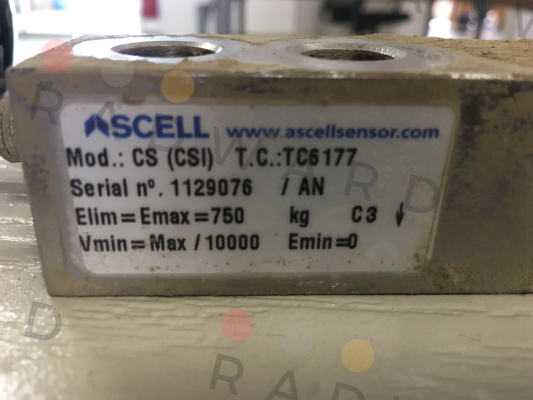 ASCELL www.ascellsensor.com
Mod.: CS (CSI) T.C.:TC6177
Serial nº. 1129076 / AN
Elim=Emax=750 kg C3 ↓
Vmin=Max/10000 Emin=0